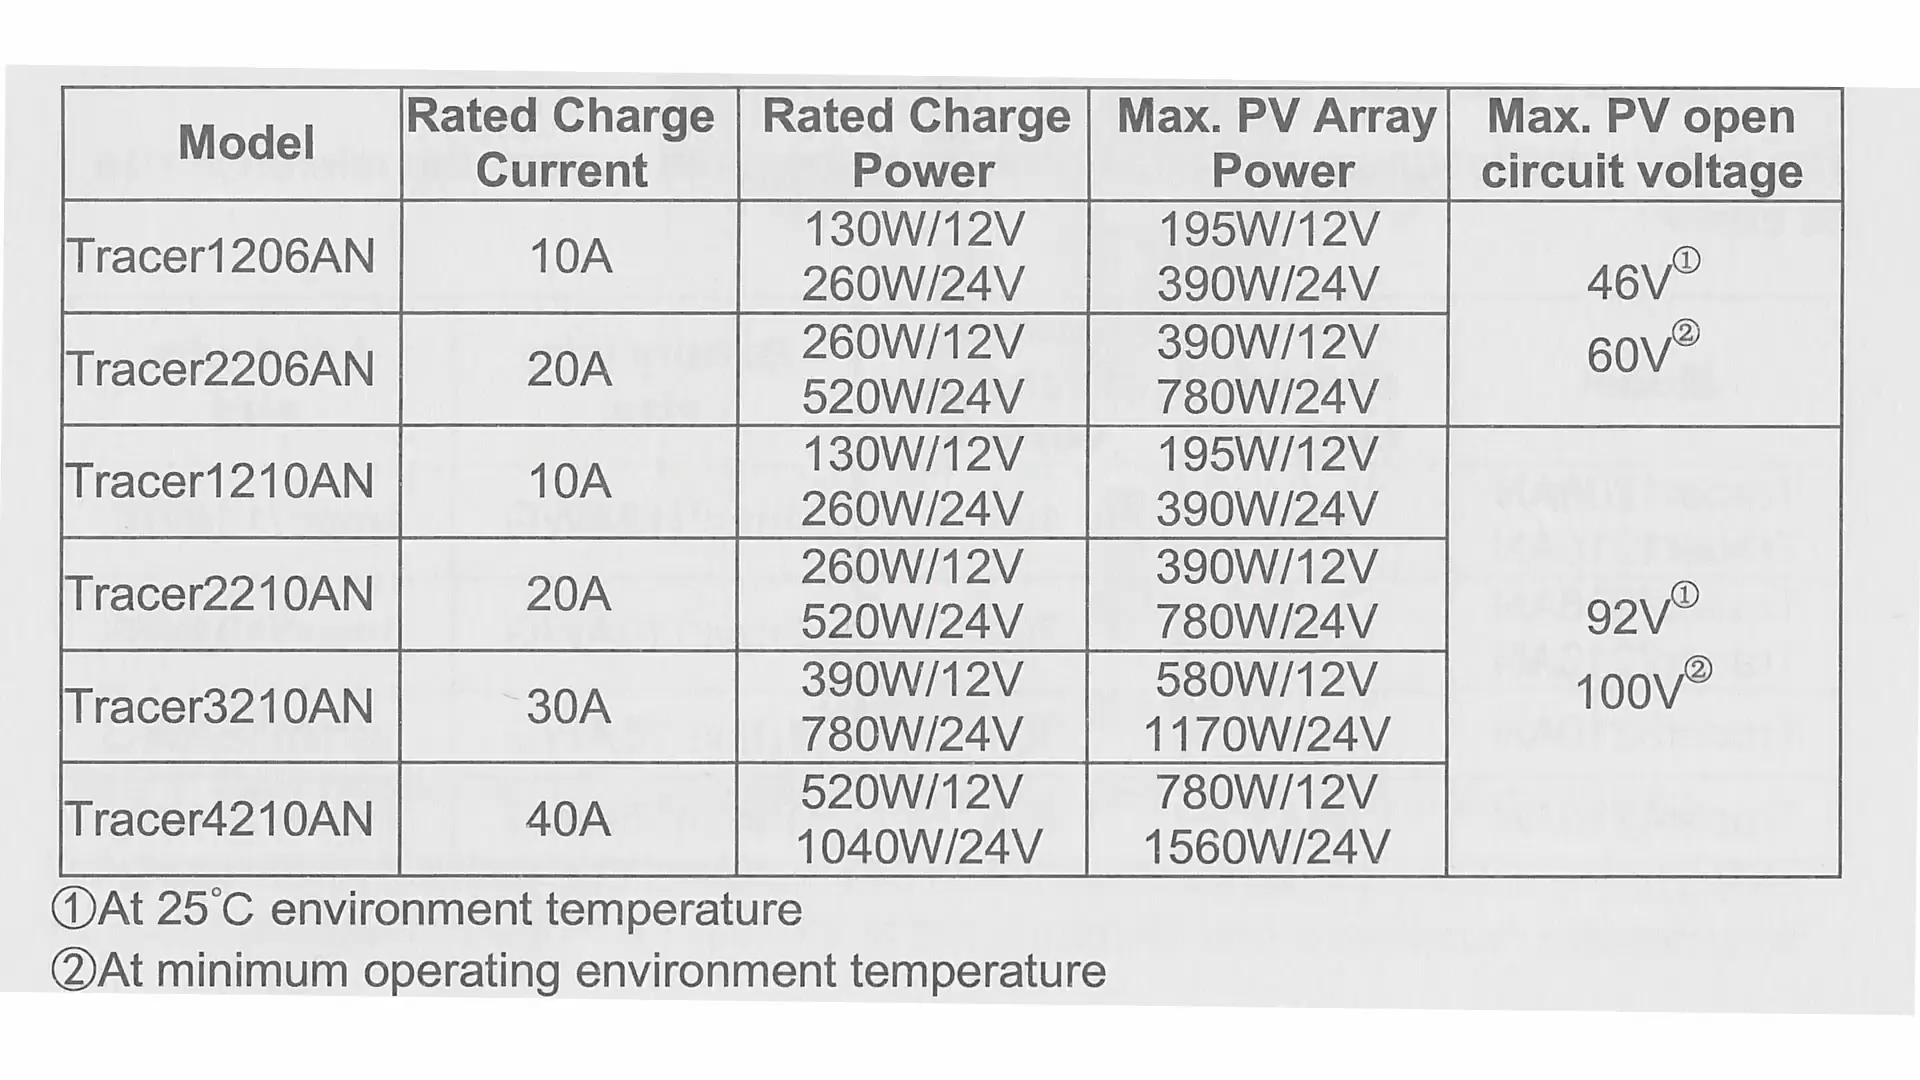 Model
Rated Charge
Current
Rated Charge
Power
Max. PV Array
Power
Max. PV open
circuit voltage
Tracer1206AN
10A
130W/12V
260W/24V
195W/12V
390W/24V
46V①
60V②
Tracer2206AN
20A
260W/12V
520W/24V
390W/12V
780W/24V
Tracer1210AN
10A
130W/12V
260W/24V
195W/12V
390W/24V
92V①
100V②
Tracer2210AN
20A
260W/12V
520W/24V
390W/12V
780W/24V
Tracer3210AN
30A
390W/12V
780W/24V
580W/12V
1170W/24V
Tracer4210AN
40A
520W/12V
1040W/24V
780W/12V
1560W/24V
①At 25°C environment temperature
②At minimum operating environment temperature